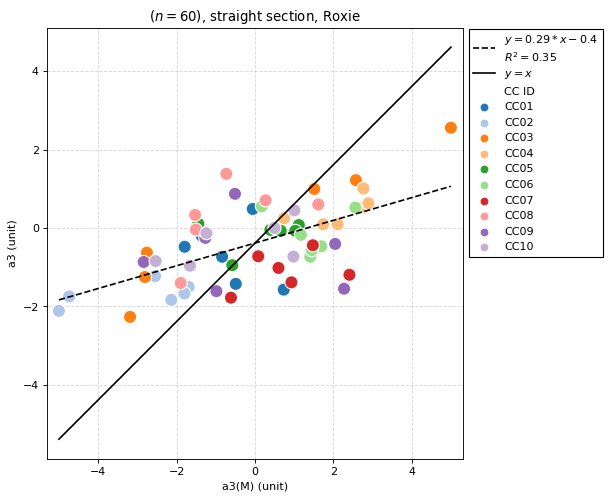 (n = 60), straight section, Roxie
a3 (unit)
4
2
0
−2
−4
−4
−2
0
2
4
a3(M) (unit)
y = 0.29 * x − 0.4
R² = 0.35
y = x
CC ID
CC01
CC02
CC03
CC04
CC05
CC06
CC07
CC08
CC09
CC10